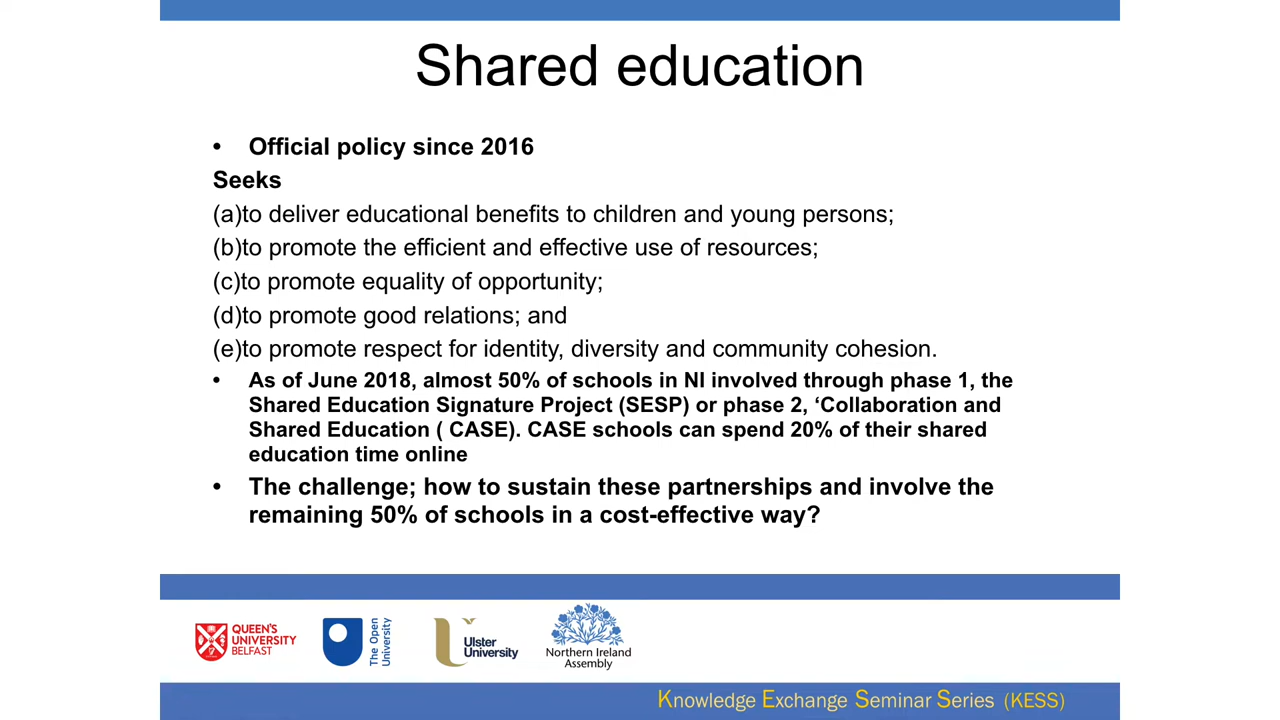 Shared education
• Official policy since 2016
Seeks
(a)to deliver educational benefits to children and young persons;
(b)to promote the efficient and effective use of resources;
(c)to promote equality of opportunity;
(d)to promote good relations; and
(e)to promote respect for identity, diversity and community cohesion.
• As of June 2018, almost 50% of schools in NI involved through phase 1, the
Shared Education Signature Project (SESP) or phase 2, ‘Collaboration and
Shared Education ( CASE). CASE schools can spend 20% of their shared
education time online
• The challenge; how to sustain these partnerships and involve the
remaining 50% of schools in a cost-effective way?
QUEEN'S
UNIVERSITY
BELFAST
The Open
University
Ulster
University
Northern Ireland
Assembly
Knowledge Exchange Seminar Series (KESS)